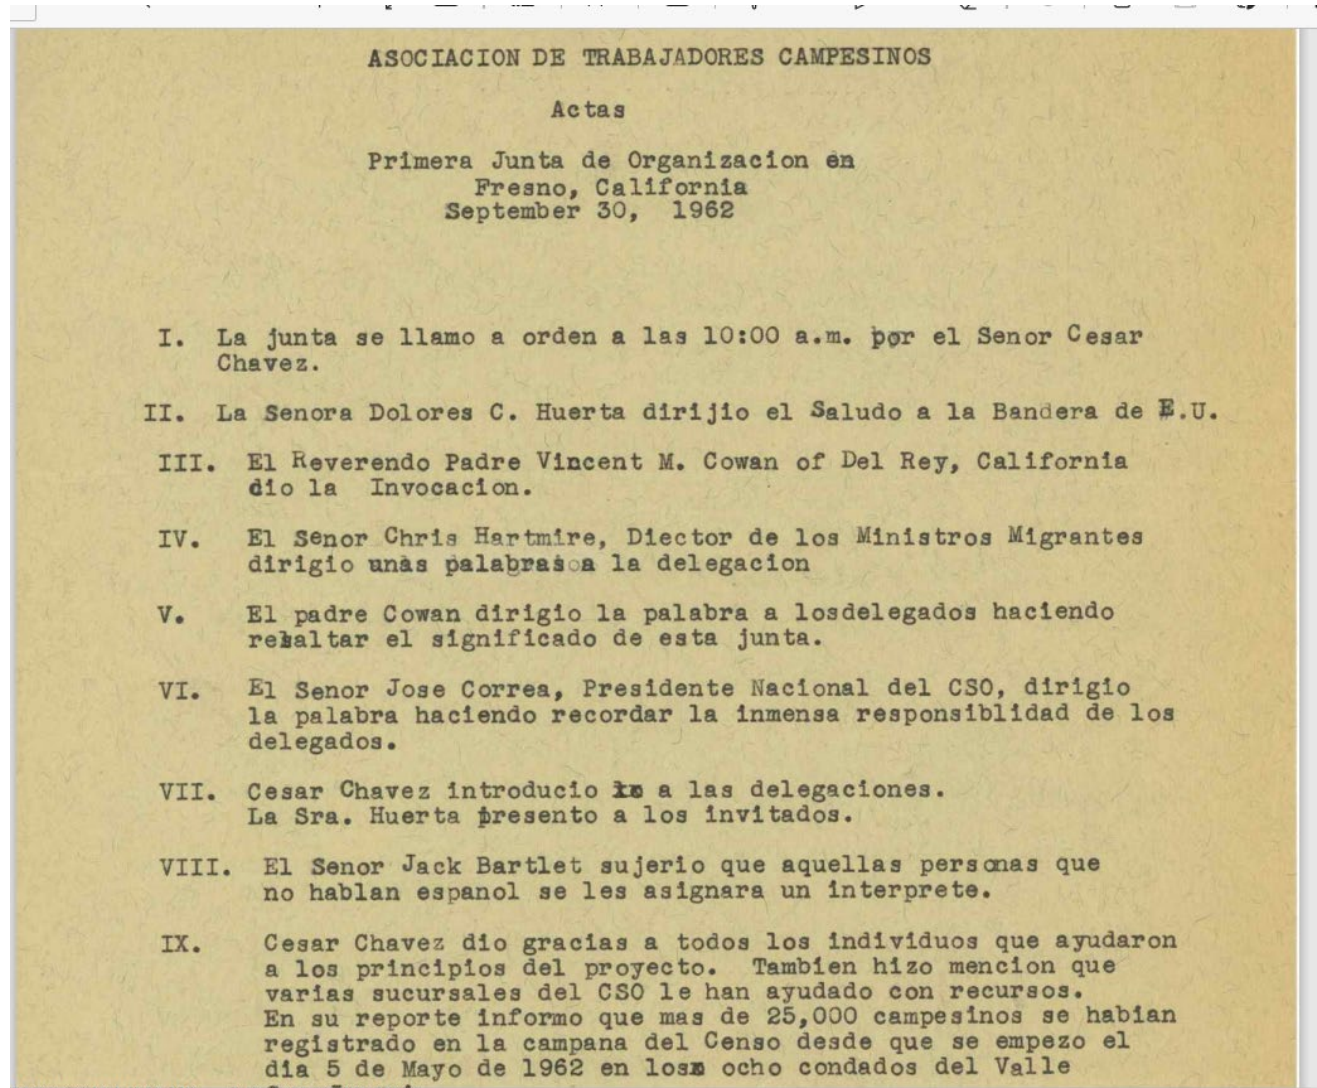 ASOCIACION DE TRABAJADORES CAMPESINOS
Actas
Primera Junta de Organizacion en
Fresno, California
September 30, 1962
I. La junta se llamo a orden a las 10:00 a.m. por el Senor Cesar
Chavez.
II. La Senora Dolores C. Huerta dirijio el Saludo a la Bandera de E.U.
III. El Reverendo Padre Vincent M. Cowan of Del Rey, California
dio la Invocacion.
IV. El Senor Chris Hartmire, Diector de los Ministros Migrantes
dirigio unas palabras a la delegacion
V. El padre Cowan dirigio la palabra a losdelegados haciendo
resaltar el significado de esta junta.
VI. El Senor Jose Correa, Presidente Nacional del CSO, dirigio
la palabra haciendo recordar la inmensa responsiblidad de los
delegados.
VII. Cesar Chavez introducio a las delegaciones.
La Sra. Huerta presento a los invitados.
VIII. El Senor Jack Bartlet sujerio que aquellas personas que
no hablan espanol se les asignara un interprete.
IX. Cesar Chavez dio gracias a todos los individuos que ayudaron
a los principios del proyecto. Tambien hizo mencion que
varias sucursales del CSO le han ayudado con recursos.
En su reporte informo que mas de 25,000 campesinos se habian
registrado en la campana del Censo desde que se empezo el
dia 5 de Mayo de 1962 en los ocho condados del Valle